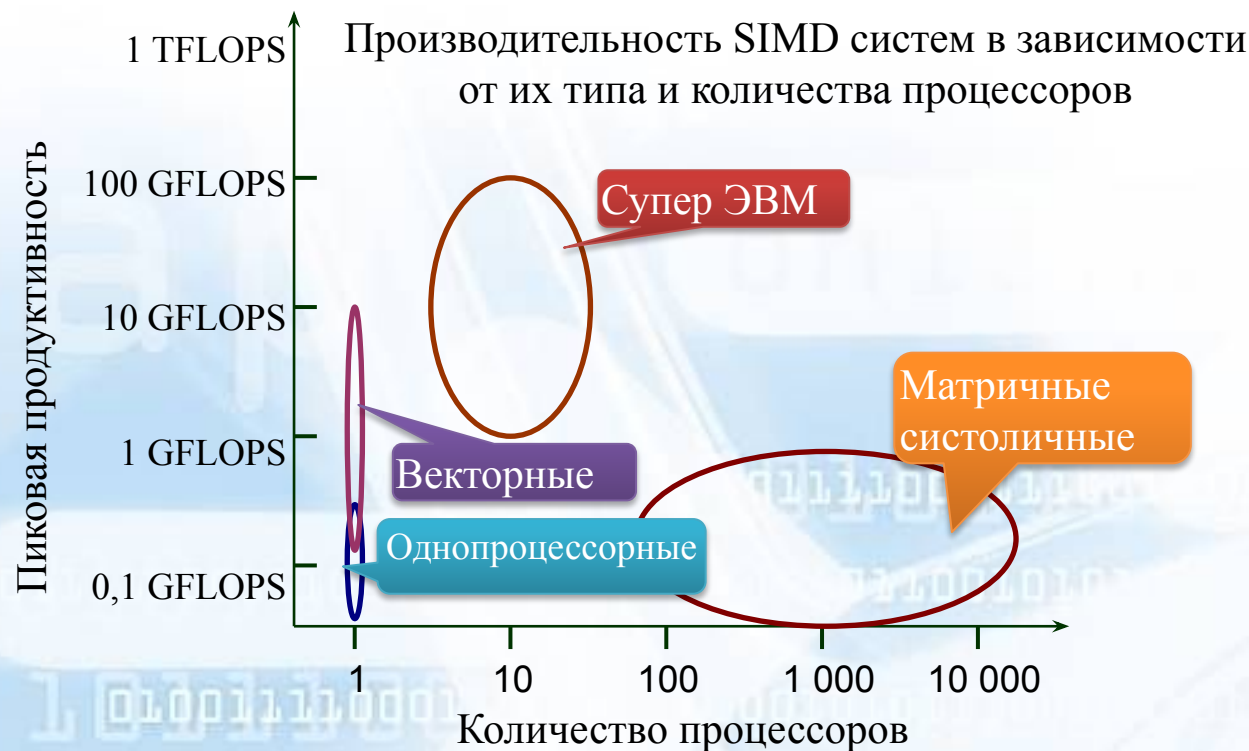 Производительность SIMD систем в зависимости
от их типа и количества процессоров
Пиковая продуктивность
1 TFLOPS
100 GFLOPS
10 GFLOPS
1 GFLOPS
0,1 GFLOPS
Супер ЭВМ
Матричные
систоличные
Векторные
Однопроцессорные
1
10
100
1 000
10 000
Количество процессоров